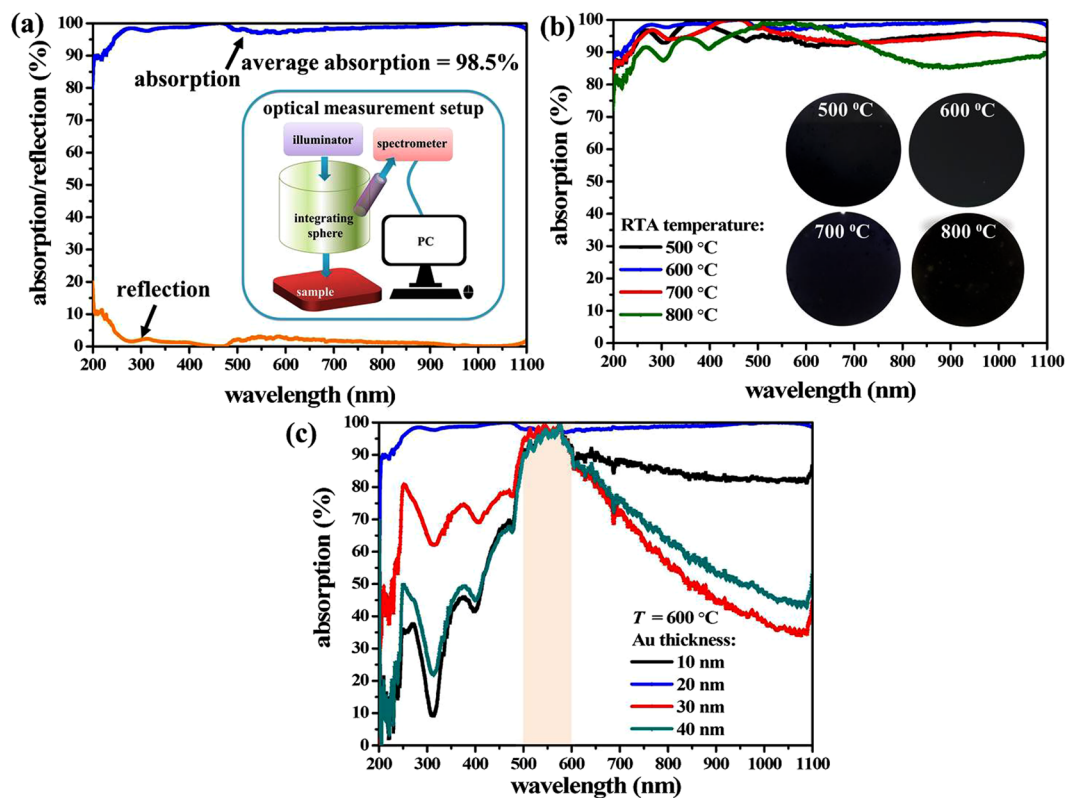 (a)
absorption/reflection (%)
100
90
80
70
60
50
40
30
20
10
0
absorption
average absorption = 98.5%
optical measurement setup
illuminator
spectrometer
integrating
sphere
PC
sample
reflection
200 300 400 500 600 700 800 900 1000 1100
wavelength (nm)
(b)
absorption (%)
100
90
80
70
60
50
40
30
20
10
0
500 ⁰C
600 ⁰C
700 ⁰C
800 ⁰C
RTA temperature:
500 °C
600 °C
700 °C
800 °C
200 300 400 500 600 700 800 900 1000 1100
wavelength (nm)
(c)
absorption (%)
100
90
80
70
60
50
40
30
20
10
0
T = 600 °C
Au thickness:
10 nm
20 nm
30 nm
40 nm
200 300 400 500 600 700 800 900 1000 1100
wavelength (nm)